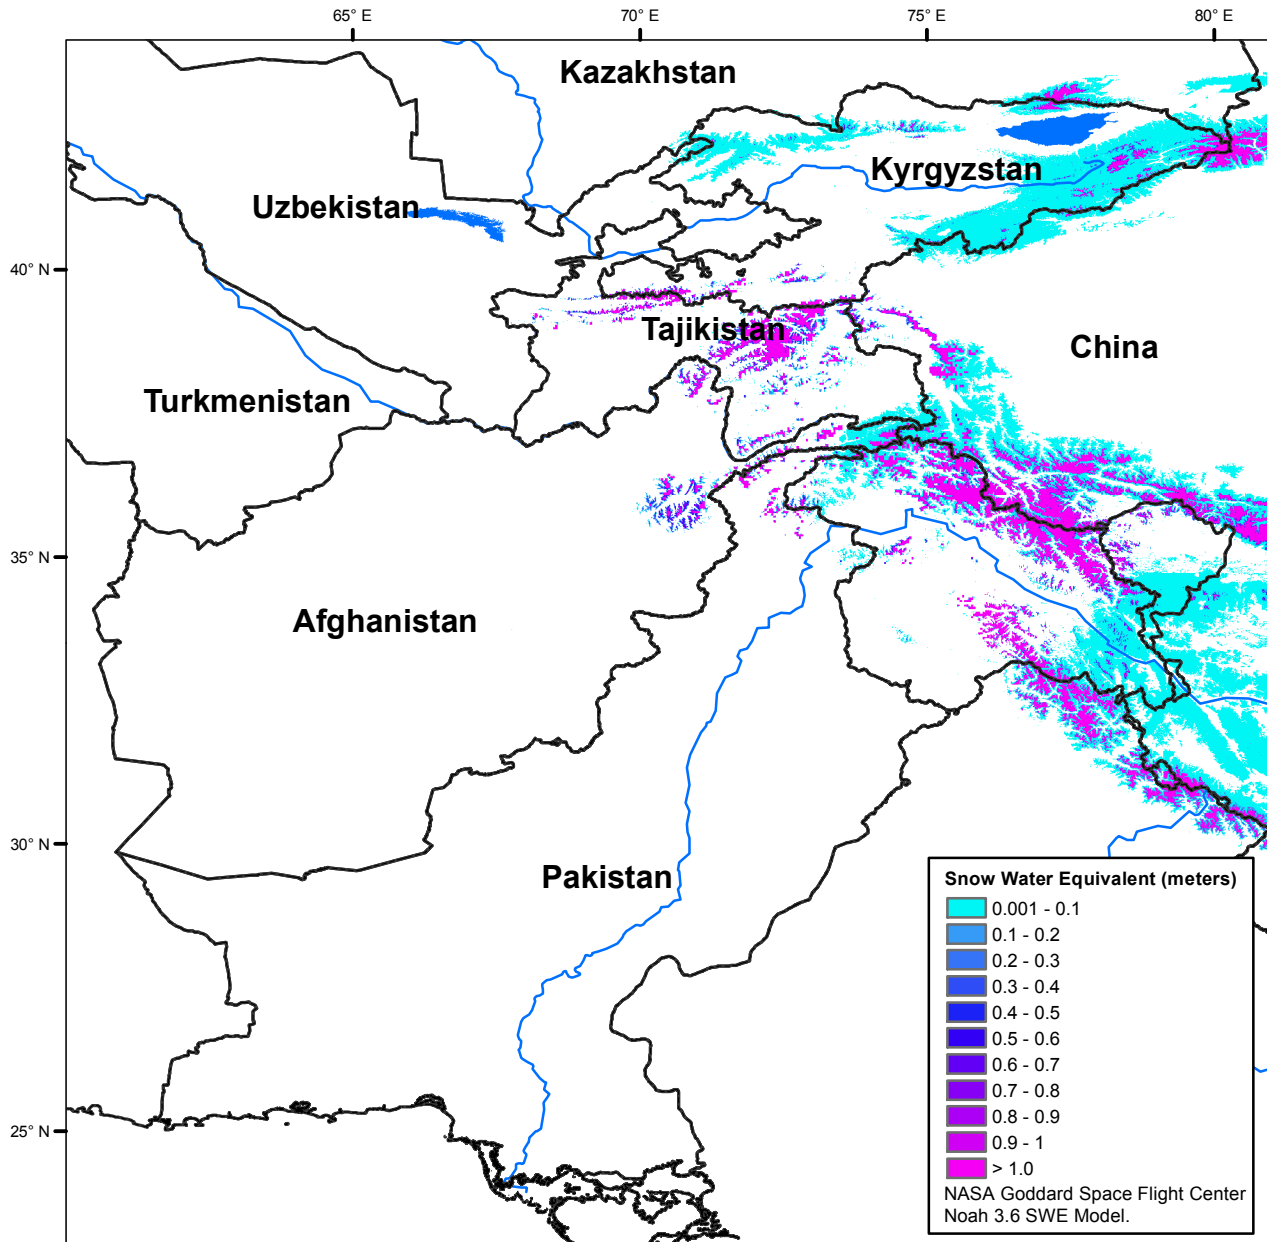 65° E
70° E
75° E
80° E
Kazakhstan
Kyrgyzstan
Uzbekistan
40° N
Tajikistan
China
Turkmenistan
35° N
Afghanistan
30° N
Pakistan
25° N
Snow Water Equivalent (meters)
0.001 - 0.1
0.1 - 0.2
0.2 - 0.3
0.3 - 0.4
0.4 - 0.5
0.5 - 0.6
0.6 - 0.7
0.7 - 0.8
0.8 - 0.9
0.9 - 1
> 1.0
NASA Goddard Space Flight Center
Noah 3.6 SWE Model.